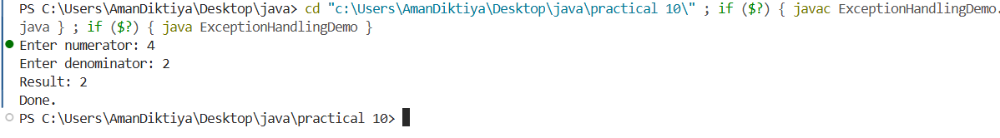 PS C:\Users\AmanDiktiya\Desktop\java> cd "c:\Users\AmanDiktiya\Desktop\java\practical 10\" ; if ($?) { javac ExceptionHandlingDemo.
java } ; if ($?) { java ExceptionHandlingDemo }
Enter numerator: 4
Enter denominator: 2
Result: 2
Done.
PS C:\Users\AmanDiktiya\Desktop\java\practical 10>